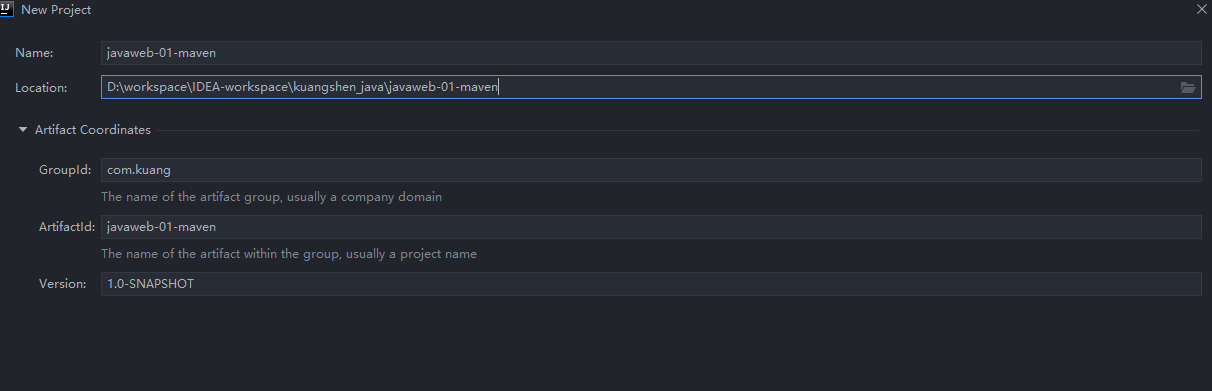 IJ
New Project
Name:
javaweb-01-maven
Location:
D:\workspace\IDEA-workspace\kuangshen_java\javaweb-01-maven
Artifact Coordinates
GroupId:
com.kuang
The name of the artifact group, usually a company domain
ArtifactId:
javaweb-01-maven
The name of the artifact within the group, usually a project name
Version:
1.0-SNAPSHOT